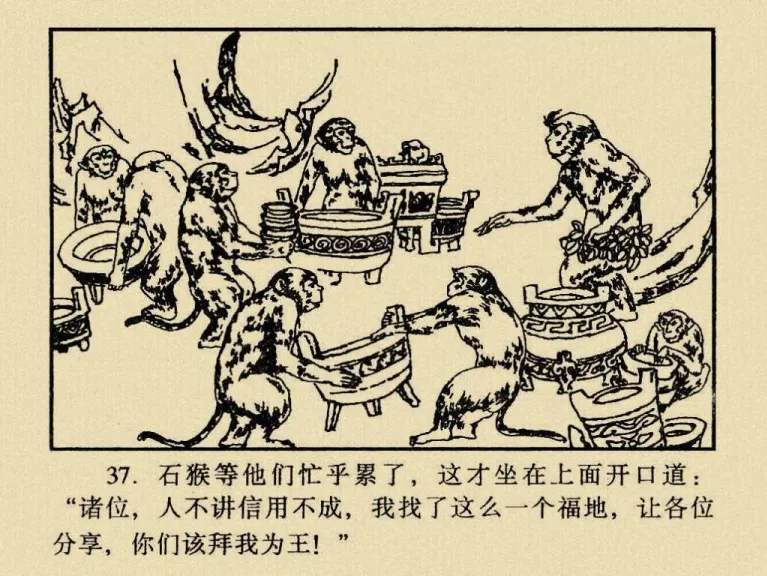 37. 石猴等他们忙乎累了，这才坐在上面开口道：
“诸位，人不讲信用不成，我找了这么一个福地，让各位
分享，你们该拜我为王！”